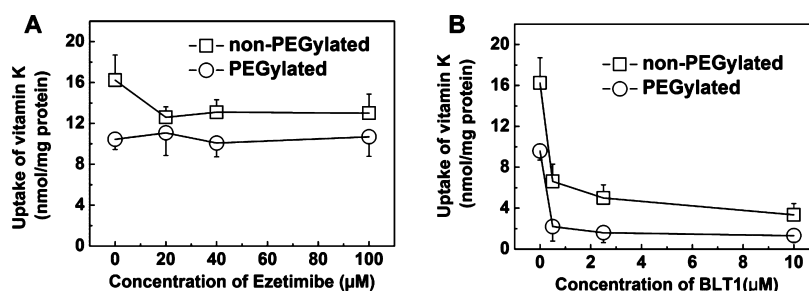 A
Uptake of vitamin K
(nmol/mg protein)
20
16
12
8
4
0
non-PEGylated
PEGylated
0 20 40 60 80 100
Concentration of Ezetimibe (µM)
B
Uptake of vitamin K
(nmol/mg protein)
20
16
12
8
4
0
non-PEGylated
PEGylated
0 2 4 6 8 10
Concentration of BLT1(µM)